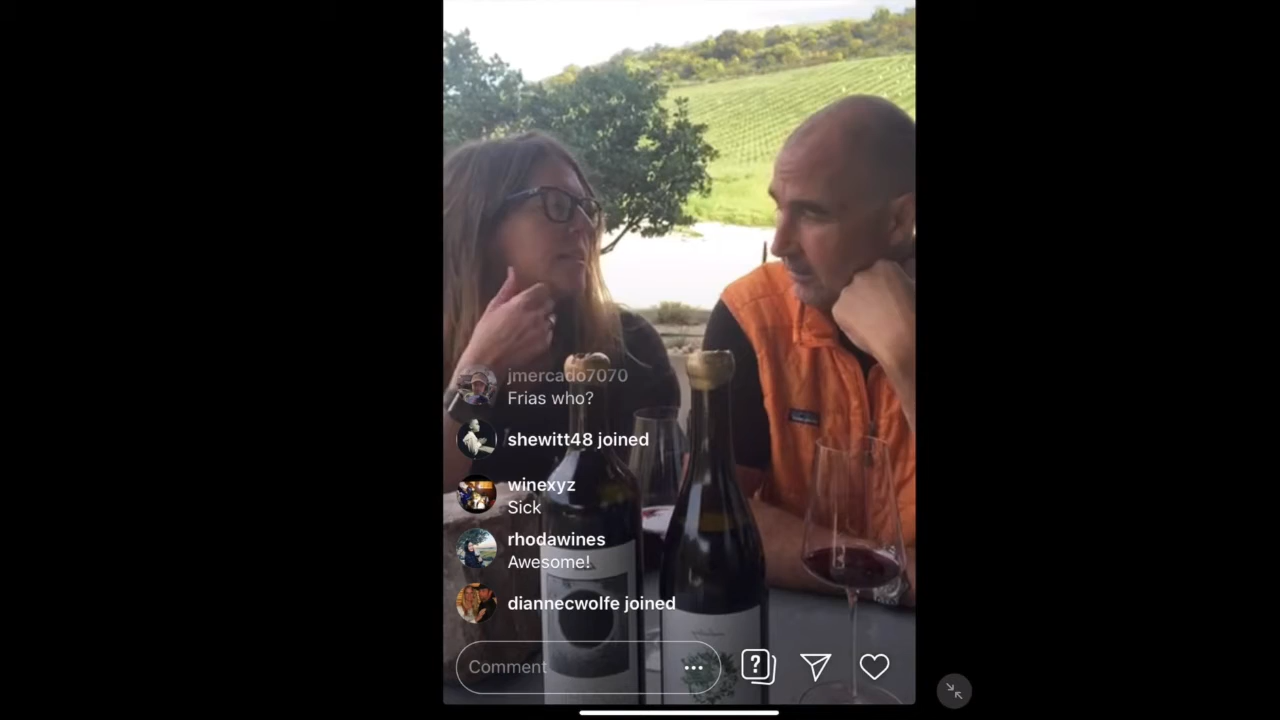 jmercado7070
Frias who?
shewitt48 joined
winexyz
Sick
rhodawines
Awesome!
diannecwolfe joined
Comment